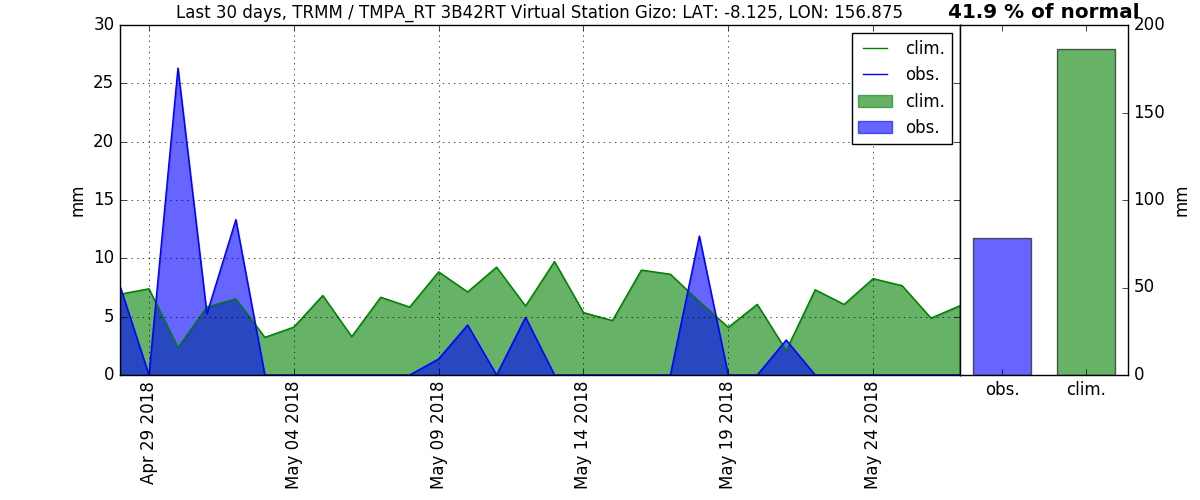 Last 30 days, TRMM / TMPA_RT 3B42RT Virtual Station Gizo: LAT: -8.125, LON: 156.875
41.9 % of normal
mm
30
25
20
15
10
5
0
clim.
obs.
clim.
obs.
Apr 29 2018
May 04 2018
May 09 2018
May 14 2018
May 19 2018
May 24 2018
200
150
100
50
0
mm
obs.
clim.